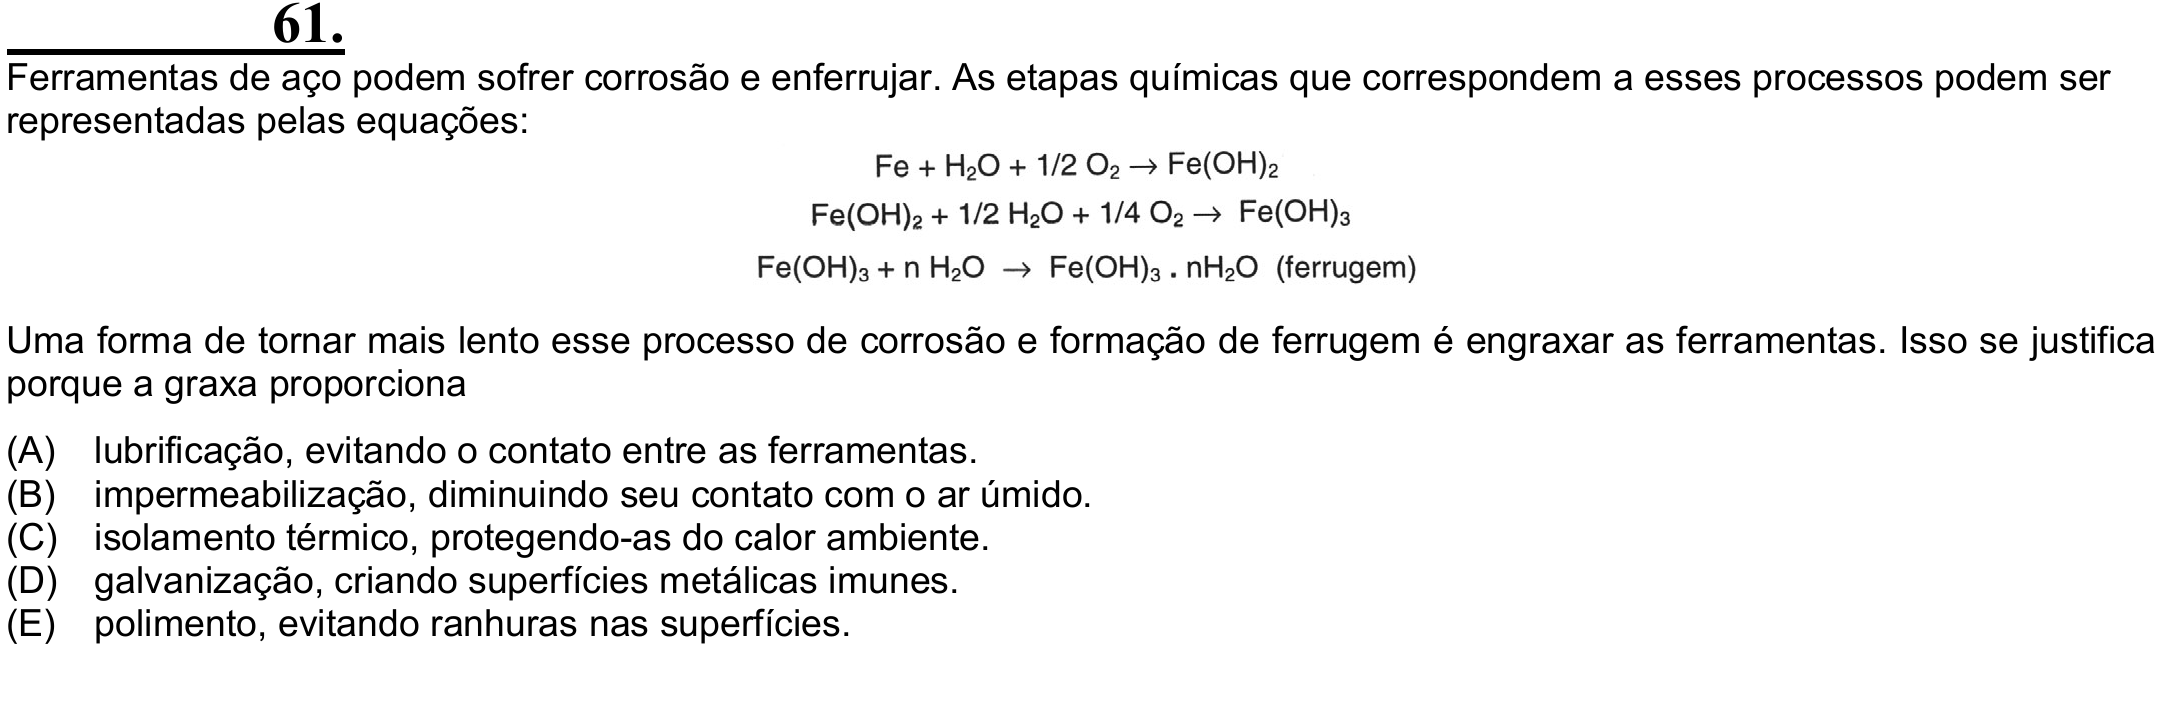 61.
Ferramentas de aço podem sofrer corrosão e enferrujar. As etapas químicas que correspondem a esses processos podem ser
representadas pelas equações:
Fe + H₂O + 1/2 O₂ → Fe(OH)₂
Fe(OH)₂ + 1/2 H₂O + 1/4 O₂ → Fe(OH)₃
Fe(OH)₃ + n H₂O → Fe(OH)₃ . nH₂O (ferrugem)
Uma forma de tornar mais lento esse processo de corrosão e formação de ferrugem é engraxar as ferramentas. Isso se justifica
porque a graxa proporciona
(A) lubrificação, evitando o contato entre as ferramentas.
(B) impermeabilização, diminuindo seu contato com o ar úmido.
(C) isolamento térmico, protegendo-as do calor ambiente.
(D) galvanização, criando superfícies metálicas imunes.
(E) polimento, evitando ranhuras nas superfícies.